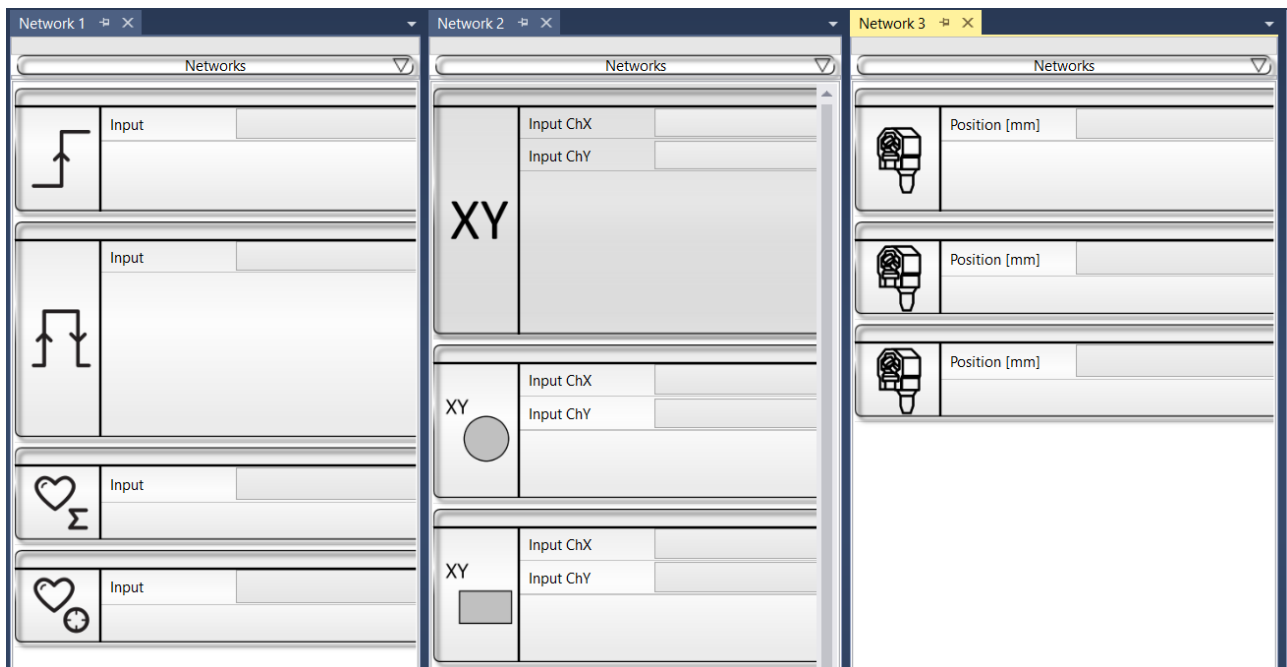 Network 1
Networks
Input
Input
Input
Σ
Input
Network 2
Networks
XY
Input ChX
Input ChY
XY
Input ChX
Input ChY
XY
Input ChX
Input ChY
Network 3
Networks
Position [mm]
Position [mm]
Position [mm]